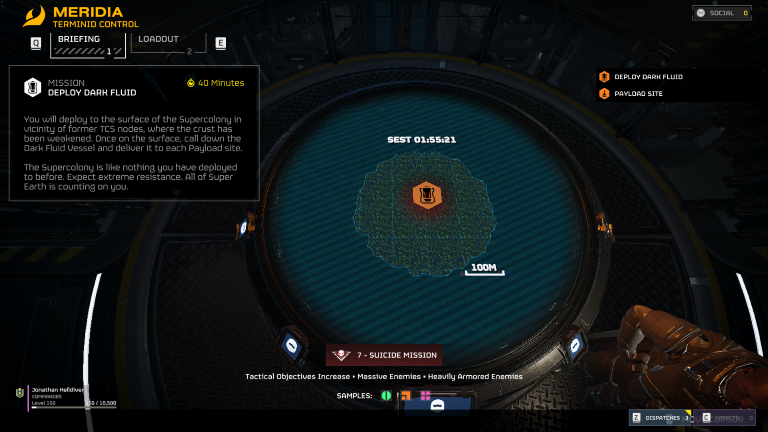 MERIDIA
TERMINID CONTROL
SOCIAL 0
Q
BRIEFING
1
LOADOUT
2
E
MISSION
40 Minutes
DEPLOY DARK FLUID
You will deploy to the surface of the Supercolony in
vicinity of former TCS nodes, where the crust has
been weakened. Once on the surface, call down the
Dark Fluid Vessel and deliver it to each Payload site.
The Supercolony is like nothing you have deployed
to before. Expect extreme resistance. All of Super
Earth is counting on you.
DEPLOY DARK FLUID
PAYLOAD SITE
SEST 01:55:21
100M
7 - SUICIDE MISSION
Tactical Objectives Increase • Massive Enemies • Heavily Armored Enemies
SAMPLES:
Jonathan Helldiver
COMMANDER
Level 102
/ 10,500
Z DISPATCHES 3
C